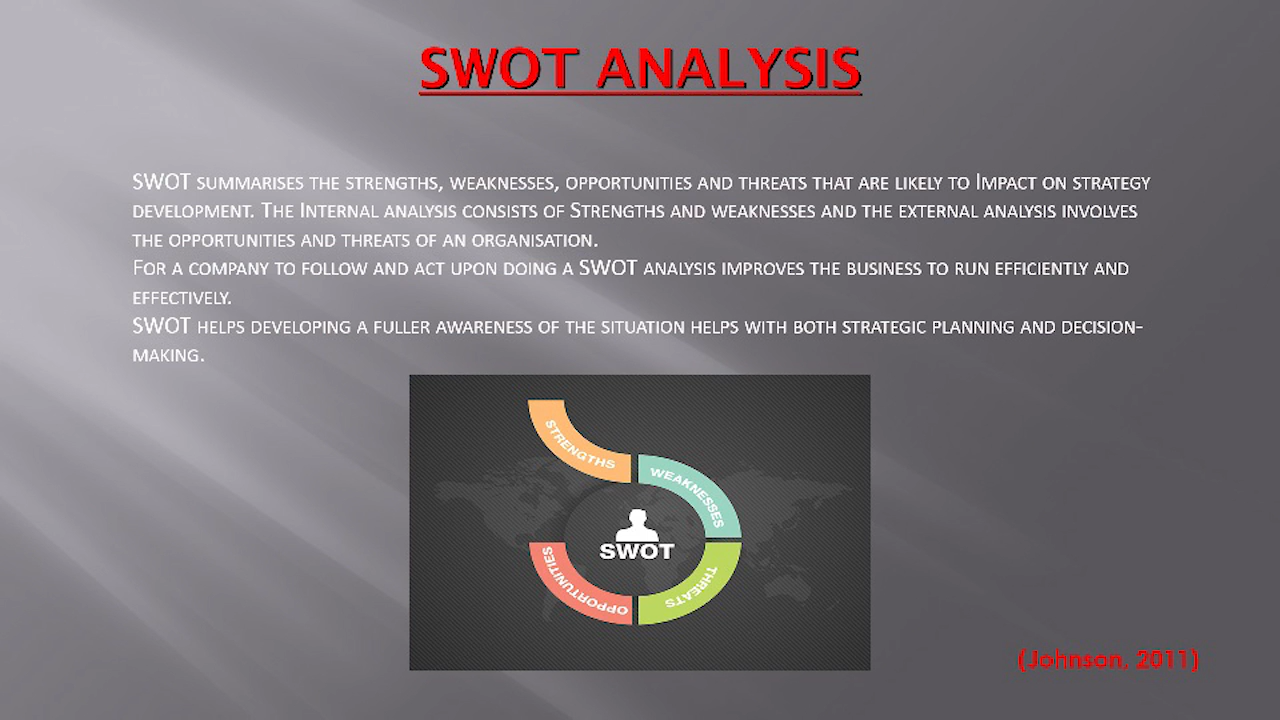 SWOT ANALYSIS
SWOT SUMMARISES THE STRENGTHS, WEAKNESSES, OPPORTUNITIES AND THREATS THAT ARE LIKELY TO IMPACT ON STRATEGY
DEVELOPMENT. THE INTERNAL ANALYSIS CONSISTS OF STRENGTHS AND WEAKNESSES AND THE EXTERNAL ANALYSIS INVOLVES
THE OPPORTUNITIES AND THREATS OF AN ORGANISATION.
FOR A COMPANY TO FOLLOW AND ACT UPON DOING A SWOT ANALYSIS IMPROVES THE BUSINESS TO RUN EFFICIENTLY AND
EFFECTIVELY.
SWOT HELPS DEVELOPING A FULLER AWARENESS OF THE SITUATION HELPS WITH BOTH STRATEGIC PLANNING AND DECISION-
MAKING.
STRENGTHS
WEAKNESSES
SWOT
OPPORTUNITIES
THREATS
(Johnson, 2011)